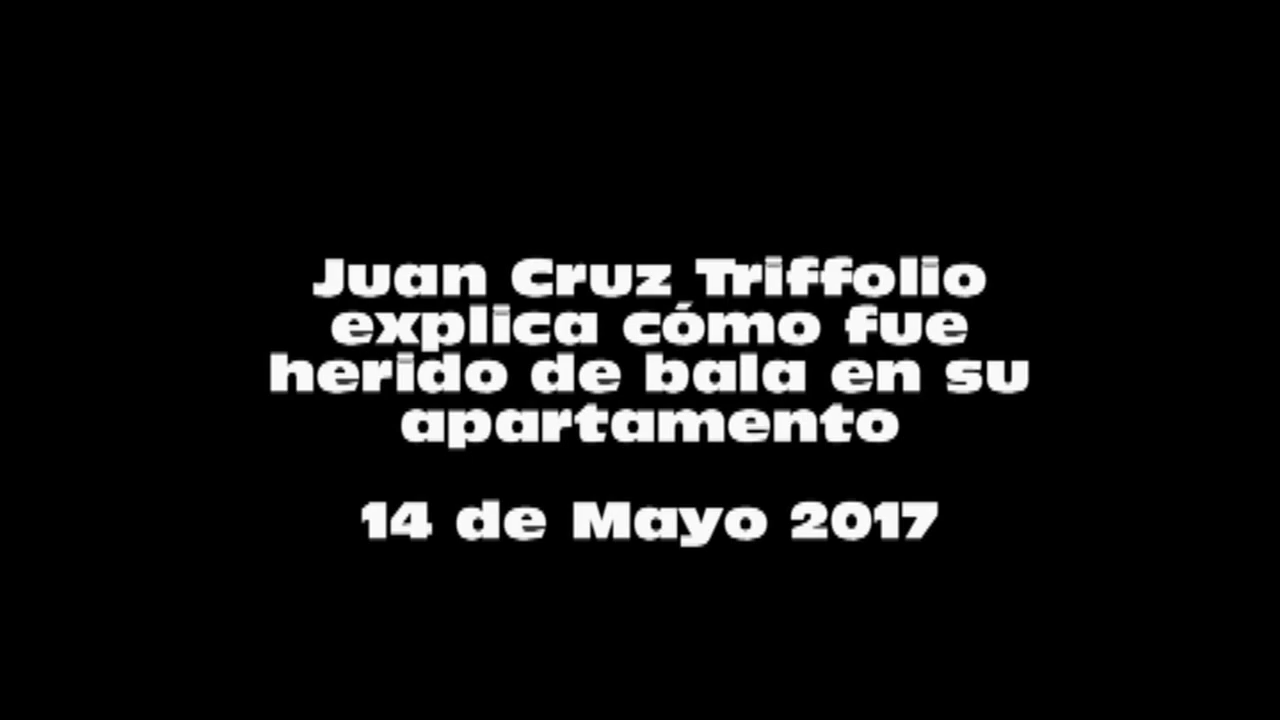 Juan Cruz Triffolio
explica cómo fue
herido de bala en su
apartamento
14 de Mayo 2017